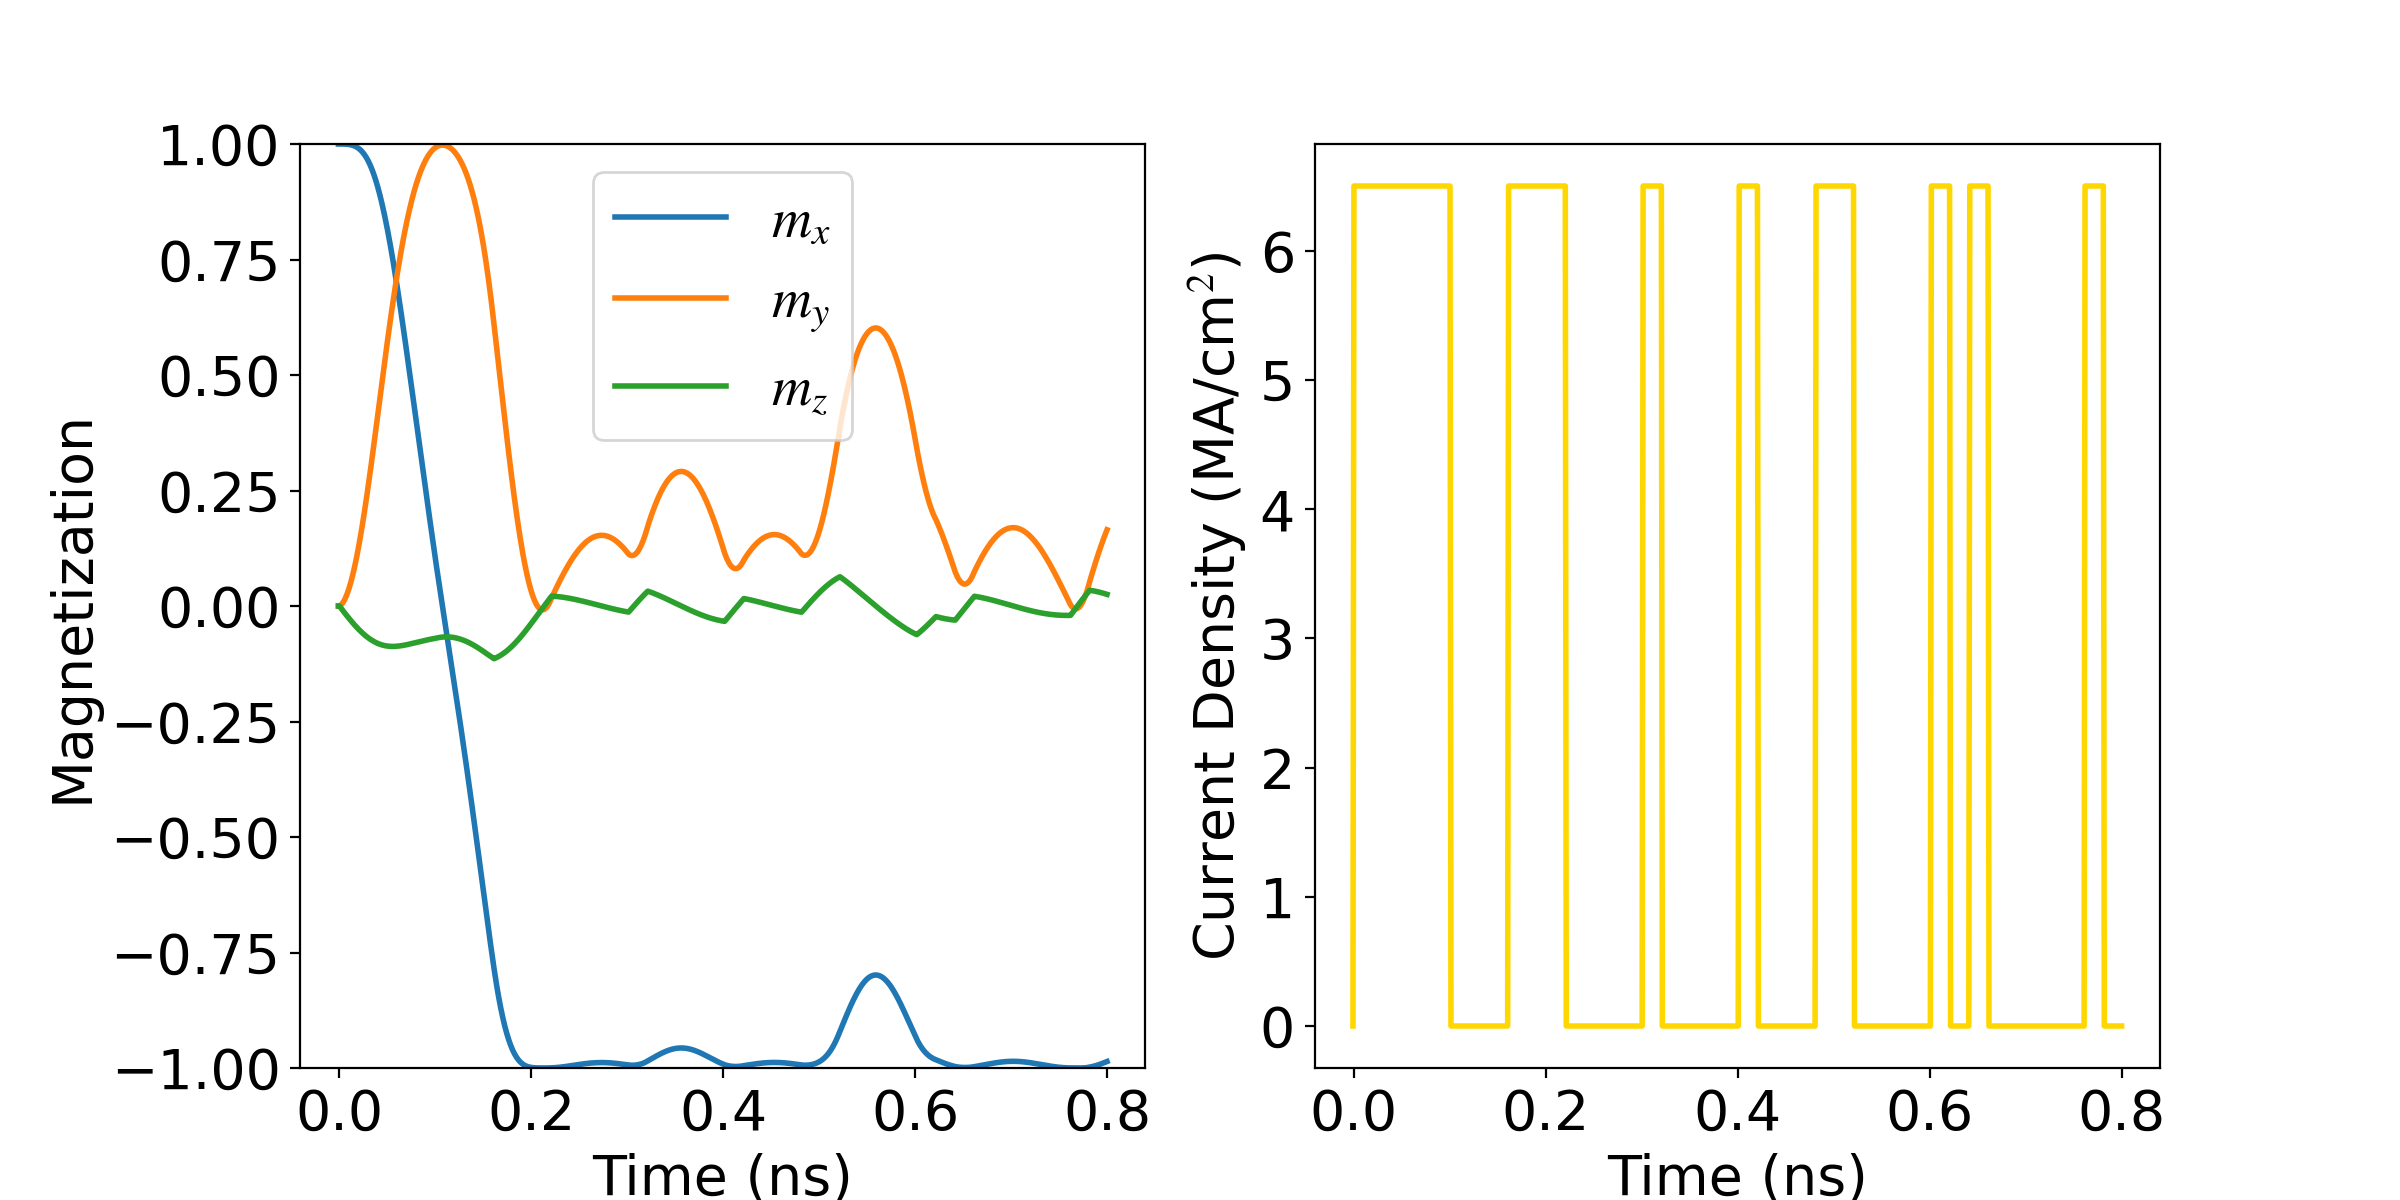 Magnetization
1.00
0.75
0.50
0.25
0.00
−0.25
−0.50
−0.75
−1.00
m_x
m_y
m_z
0.0 0.2 0.4 0.6 0.8
Time (ns)
Current Density (MA/cm²)
6
5
4
3
2
1
0
0.0 0.2 0.4 0.6 0.8
Time (ns)